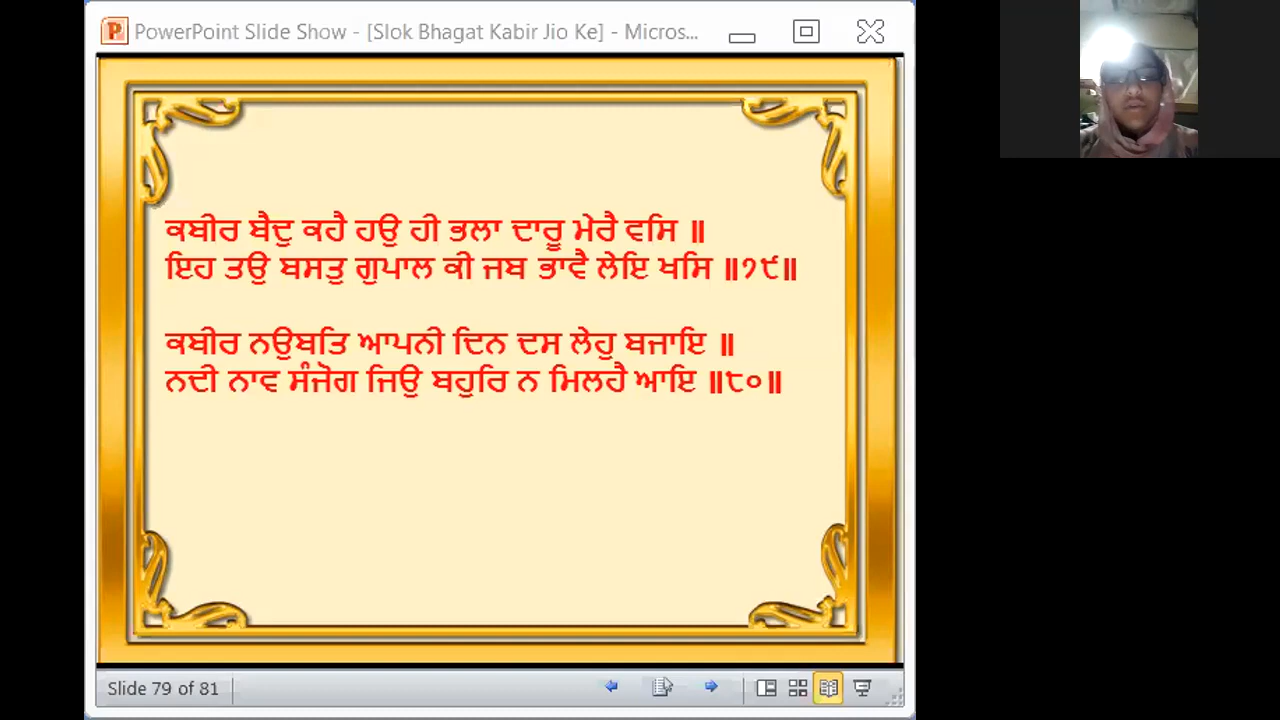 PowerPoint Slide Show - [Slok Bhagat Kabir Jio Ke] - Micros...
ਕਬੀਰ ਬੈਦੁ ਕਹੈ ਹਉ ਹੀ ਭਲਾ ਦਾਰੂ ਮੇਰੈ ਵਸਿ ॥
ਇਹ ਤਉ ਬਸਤੁ ਗੁਪਾਲ ਕੀ ਜਬ ਭਾਵੈ ਲੇਇ ਖਸਿ ॥੭੯॥
ਕਬੀਰ ਨਉਬਤਿ ਆਪਨੀ ਦਿਨ ਦਸ ਲੇਹੁ ਬਜਾਇ ॥
ਨਦੀ ਨਾਵ ਸੰਜੋਗ ਜਿਉ ਬਹੁਰਿ ਨ ਮਿਲਹੈ ਆਇ ॥੮੦॥
Slide 79 of 81